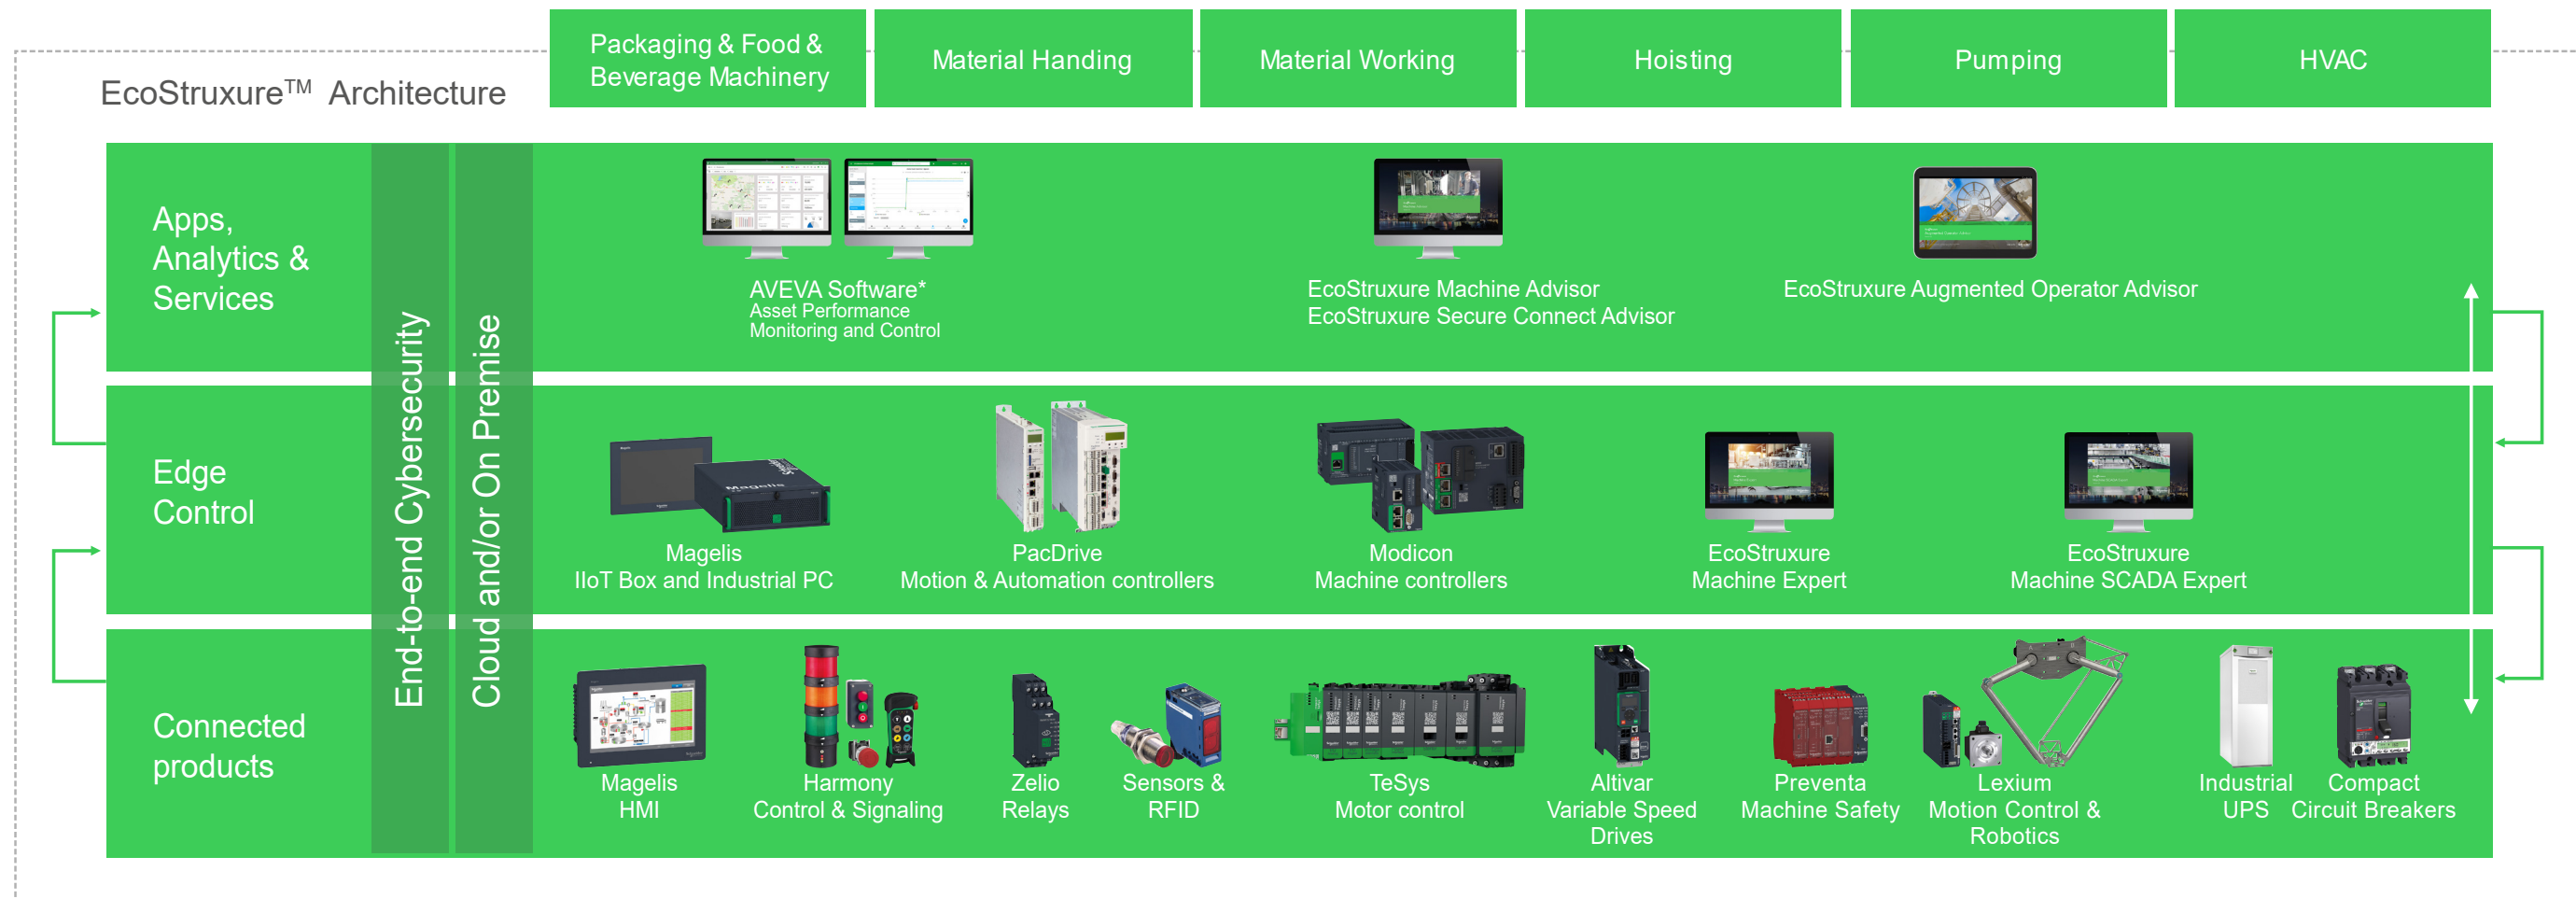 Packaging & Food &
Beverage Machinery
Material Handing
Material Working
Hoisting
Pumping
HVAC
EcoStruxure™ Architecture
Apps,
Analytics &
Services
End-to-end Cybersecurity
Cloud and/or On Premise
AVEVA Software*
Asset Performance
Monitoring and Control
EcoStruxure Machine Advisor
EcoStruxure Secure Connect Advisor
EcoStruxure Augmented Operator Advisor
Edge
Control
Magelis
Magelis
IIoT Box and Industrial PC
PacDrive
Motion & Automation controllers
Modicon
Machine controllers
EcoStruxure
Machine Expert
EcoStruxure
Machine SCADA Expert
Connected
products
Magelis
HMI
Harmony
Control & Signaling
Zelio
Relays
Sensors &
RFID
TeSys
Motor control
Altivar
Variable Speed
Drives
Preventa
Machine Safety
Lexium
Motion Control &
Robotics
Industrial
UPS
Compact
Circuit Breakers